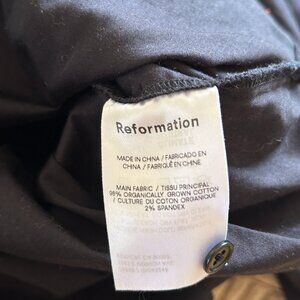 Reformation
MADE IN CHINA / FABRICADO EN
CHINA / FABRIQUÉ EN CHINE
MAIN FABRIC / TISSU PRINCIPAL
98% ORGANICALLY GROWN COTTON
/ CULTURE DU COTON ORGANIQUE
2% SPANDEX